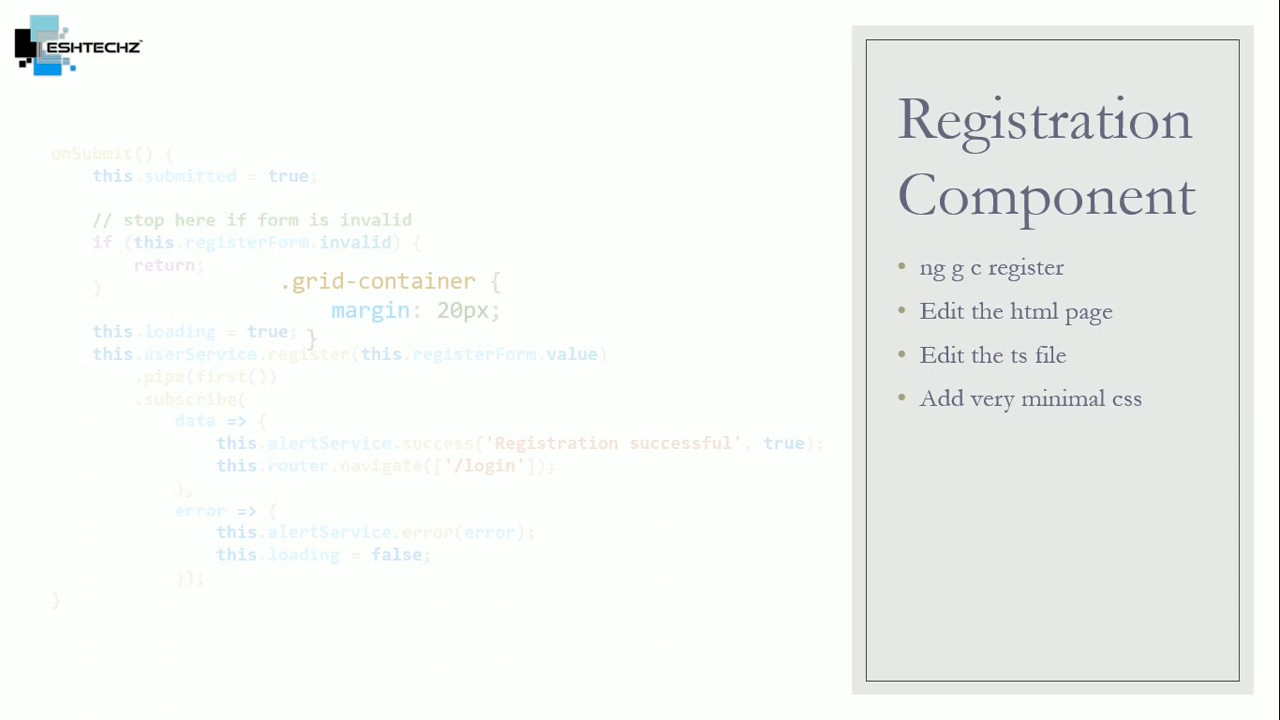 ESHTECHZ
onSubmit() {
this.submitted = true;
// stop here if form is invalid
if (this.registerForm.invalid) {
return;
}
this.loading = true;
this.userService.register(this.registerForm.value)
.pipe(first())
.subscribe(
data => {
this.alertService.success('Registration successful', true);
this.router.navigate(['/login']);
},
error => {
this.alertService.error(error);
this.loading = false;
});
}
.grid-container {
margin: 20px;
}
Registration
Component
• ng g c register
• Edit the html page
• Edit the ts file
• Add very minimal css